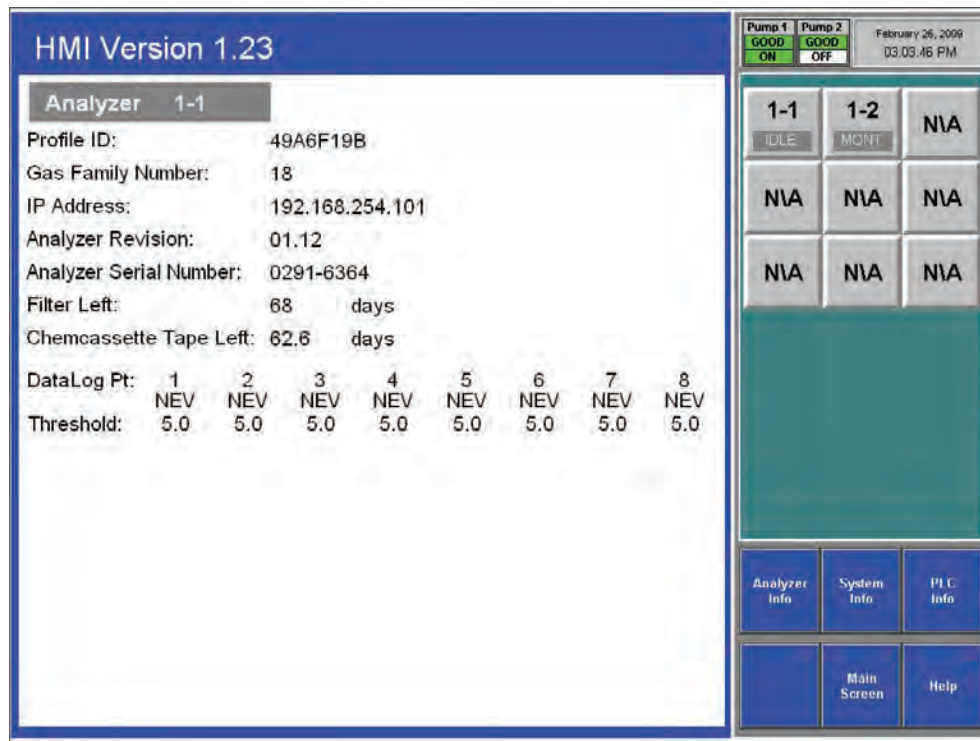 HMI Version 1.23
Analyzer 1-1
Profile ID: 49A6F19B
Gas Family Number: 18
IP Address: 192.168.254.101
Analyzer Revision: 01.12
Analyzer Serial Number: 0291-6364
Filter Left: 68 days
Chemcassette Tape Left: 62.6 days
DataLog Pt: 1 2 3 4 5 6 7 8
NEV NEV NEV NEV NEV NEV NEV NEV
Threshold: 5.0 5.0 5.0 5.0 5.0 5.0 5.0 5.0
Pump 1 Pump 2
GOOD GOOD
ON OFF
February 26, 2009
03:03:46 PM
1-1 1-2 N\A
IDLE MONT
N\A N\A N\A
N\A N\A N\A
Analyzer System PLC
Info Info Info
Main
Screen
Help